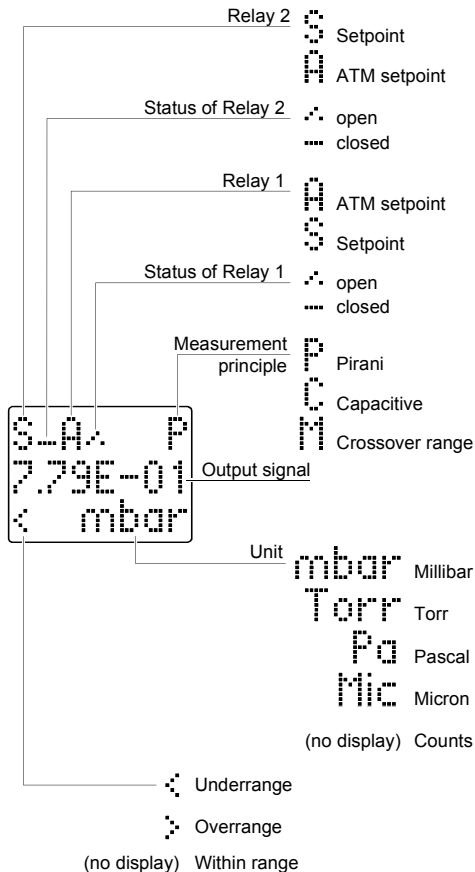 Relay 2 S Setpoint
A ATM setpoint
Status of Relay 2 open
closed
Relay 1 A ATM setpoint
S Setpoint
Status of Relay 1 open
closed
Measurement principle P Pirani
C Capacitive
M Crossover range
S A P
7.79E-01 Output signal
< mbar
Unit mbar Millibar
Torr Torr
Pa Pascal
Mic Micron
(no display) Counts
< Underrange
> Overrange
(no display) Within range